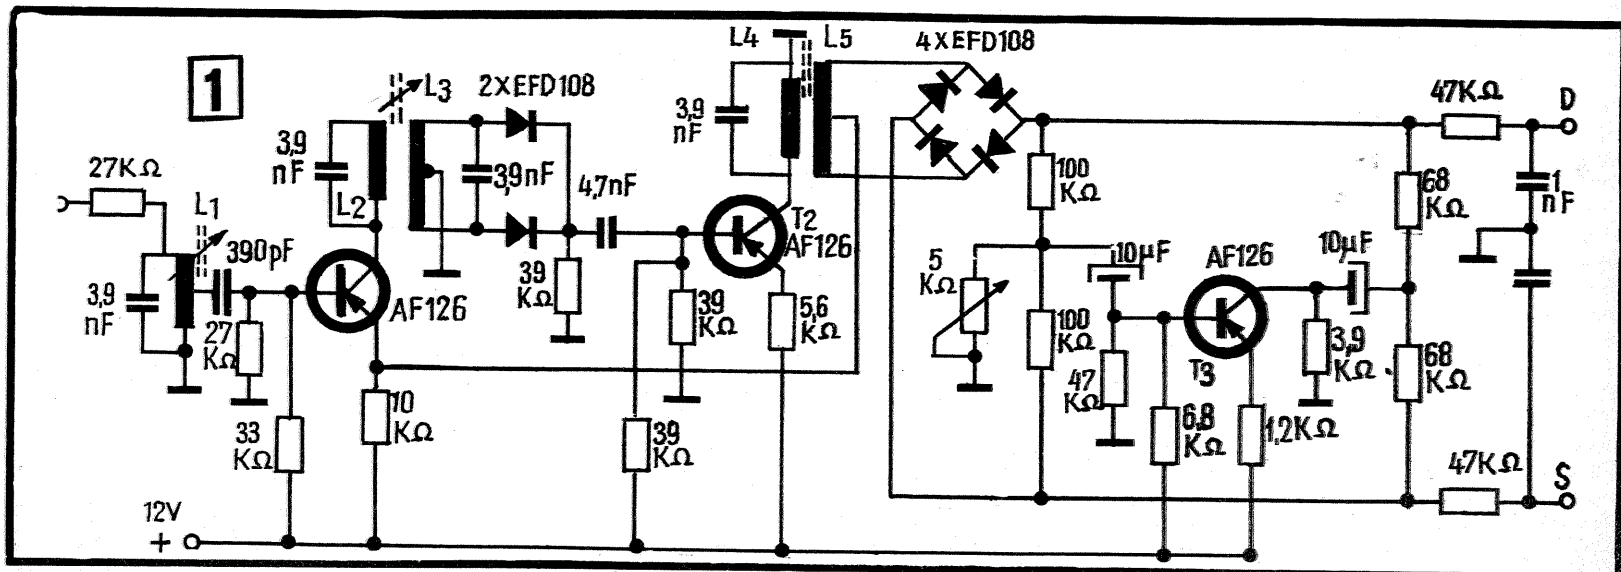 1
27KΩ
3,9
nF
L1
390pF
27
KΩ
33
KΩ
12V
+
3,9
nF
L2
L3
AF126
10
KΩ
2XEFD108
3,9nF
4,7nF
39
KΩ
39
KΩ
39
KΩ
L4
L5
3,9
nF
T2
AF126
5,6
KΩ
4XEFD108
100
KΩ
5
KΩ
100
KΩ
10µF
47
KΩ
AF126
T3
6,8
KΩ
1,2KΩ
10µF
3,9
KΩ
68
KΩ
68
KΩ
47KΩ
D
1
nF
47KΩ
S